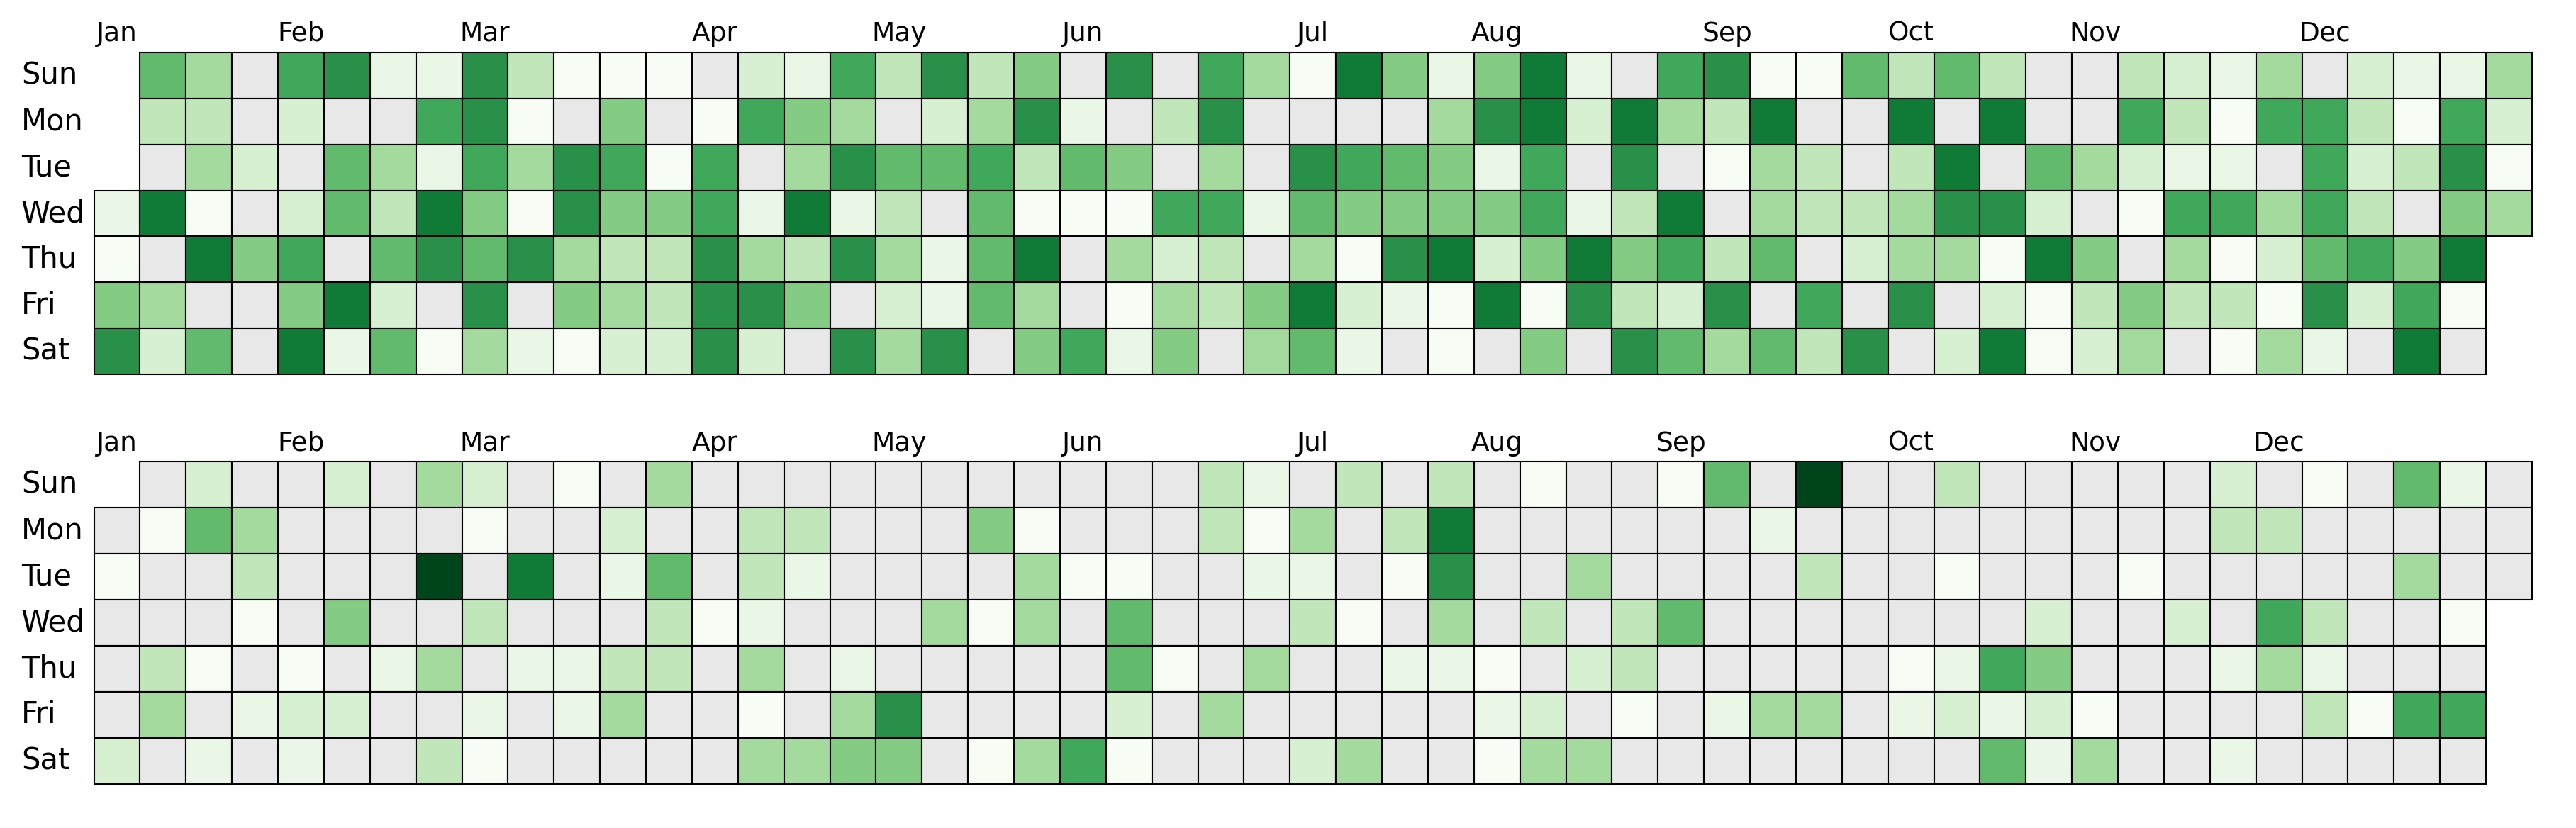 Jan Feb Mar Apr May Jun Jul Aug Sep Oct Nov Dec
Sun
Mon
Tue
Wed
Thu
Fri
Sat
Jan Feb Mar Apr May Jun Jul Aug Sep Oct Nov Dec
Sun
Mon
Tue
Wed
Thu
Fri
Sat